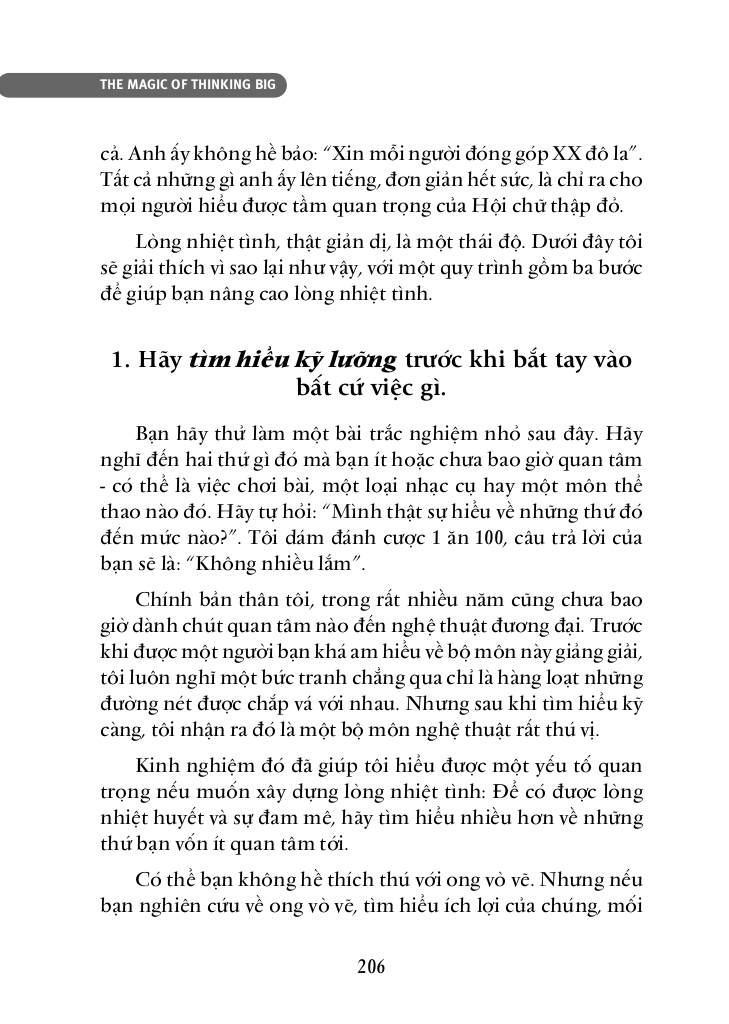 THE MAGIC OF THINKING BIG
cả. Anh ấy không hề bảo: “Xin mỗi người đóng góp XX đô la”.
Tất cả những gì anh ấy lên tiếng, đơn giản hết sức, là chỉ ra cho
mọi người hiểu được tầm quan trọng của Hội chữ thập đỏ.
Lòng nhiệt tình, thật giản dị, là một thái độ. Dưới đây tôi
sẽ giải thích vì sao lại như vậy, với một quy trình gồm ba bước
để giúp bạn nâng cao lòng nhiệt tình.
1. Hãy tìm hiểu kỹ lưỡng trước khi bắt tay vào
bất cứ việc gì.
Bạn hãy thử làm một bài trắc nghiệm nhỏ sau đây. Hãy
nghĩ đến hai thứ gì đó mà bạn ít hoặc chưa bao giờ quan tâm
- có thể là việc chơi bài, một loại nhạc cụ hay một môn thể
thao nào đó. Hãy tự hỏi: “Mình thật sự hiểu về những thứ đó
đến mức nào?”. Tôi dám đánh cược 1 ăn 100, câu trả lời của
bạn sẽ là: “Không nhiều lắm”.
Chính bản thân tôi, trong rất nhiều năm cũng chưa bao
giờ dành chút quan tâm nào đến nghệ thuật đương đại. Trước
khi được một người bạn khá am hiểu về bộ môn này giảng giải,
tôi luôn nghĩ một bức tranh chẳng qua chỉ là hàng loạt những
đường nét được chắp vá với nhau. Nhưng sau khi tìm hiểu kỹ
càng, tôi nhận ra đó là một bộ môn nghệ thuật rất thú vị.
Kinh nghiệm đó đã giúp tôi hiểu được một yếu tố quan
trọng nếu muốn xây dựng lòng nhiệt tình: Để có được lòng
nhiệt huyết và sự đam mê, hãy tìm hiểu nhiều hơn về những
thứ bạn vốn ít quan tâm tới.
Có thể bạn không hề thích thú với ong vò vẽ. Nhưng nếu
bạn nghiên cứu về ong vò vẽ, tìm hiểu ích lợi của chúng, mối
206